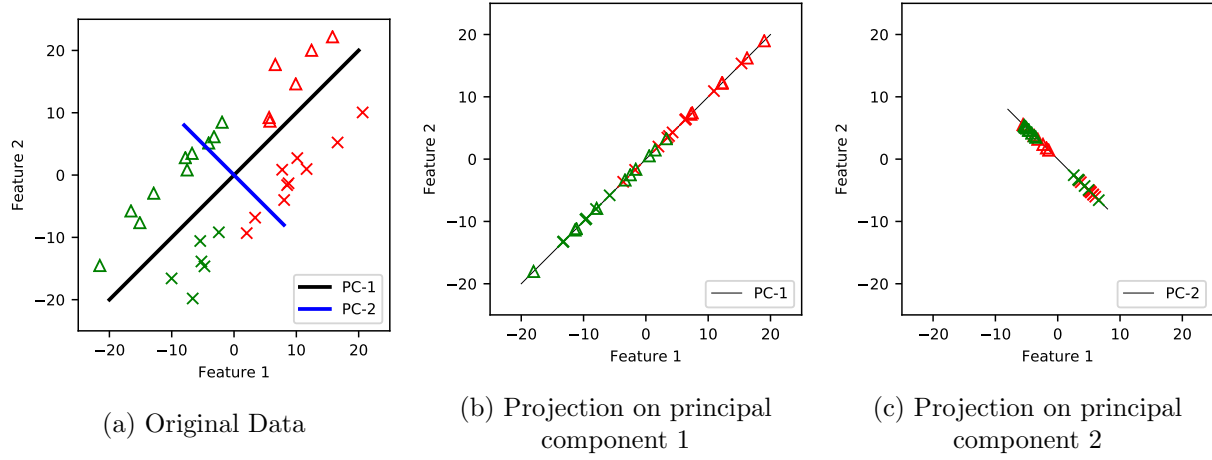 20
10
0
−10
−20
Feature 2
−20 −10 0 10 20
Feature 1
PC-1
PC-2
(a) Original Data
20
10
0
−10
−20
Feature 2
−20 −10 0 10 20
Feature 1
PC-1
(b) Projection on principal
component 1
20
10
0
−10
−20
Feature 2
−20 −10 0 10 20
Feature 1
PC-2
(c) Projection on principal
component 2